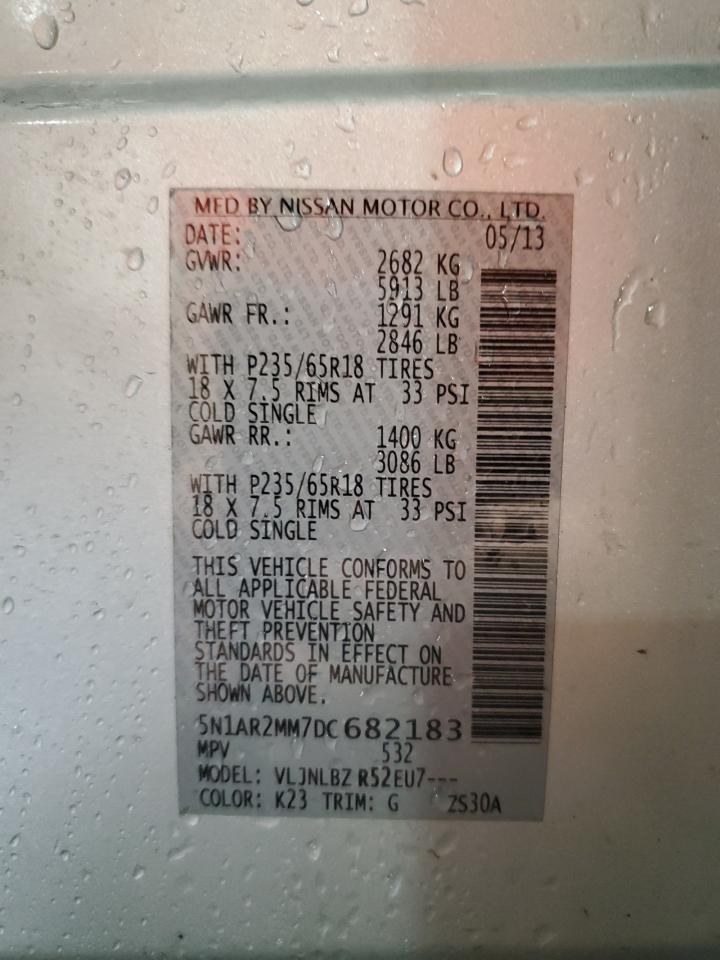 MFD BY NISSAN MOTOR CO., LTD.
DATE: 05/13
GVWR: 2682 KG
5913 LB
GAWR FR.: 1291 KG
2846 LB
WITH P235/65R18 TIRES
18 X 7.5 RIMS AT 33 PSI
COLD SINGLE
GAWR RR.: 1400 KG
3086 LB
WITH P235/65R18 TIRES
18 X 7.5 RIMS AT 33 PSI
COLD SINGLE
THIS VEHICLE CONFORMS TO
ALL APPLICABLE FEDERAL
MOTOR VEHICLE SAFETY AND
THEFT PREVENTION
STANDARDS IN EFFECT ON
THE DATE OF MANUFACTURE
SHOWN ABOVE.
5N1AR2MM7DC682183
MPV 532
MODEL: VLJNLBZ R52EU7---
COLOR: K23 TRIM: G ZS30A